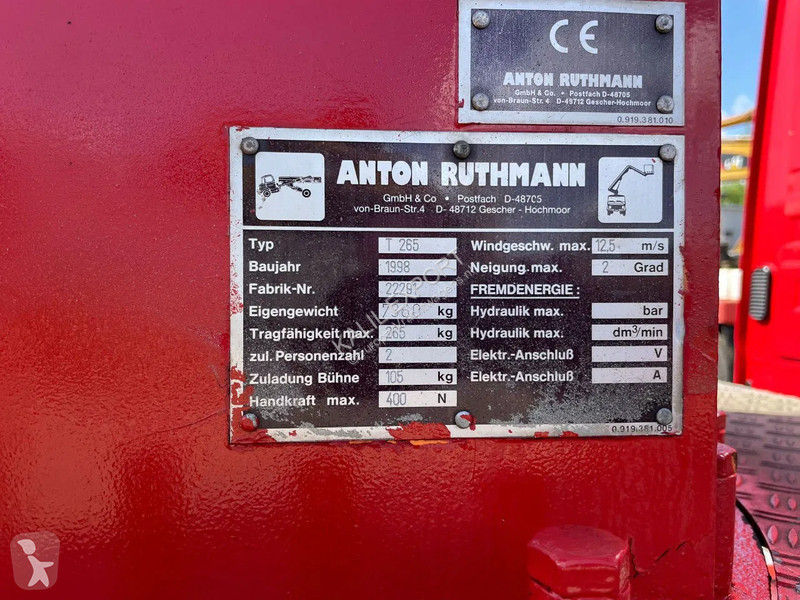 CE
ANTON RUTHMANN
GmbH & Co. • Postfach D-48705
von-Braun-Str. 4 D-48712 Gescher-Hochmoor
0.919.381.010
ANTON RUTHMANN
GmbH & Co • Postfach D-48705
von-Braun-Str.4 D-48712 Gescher - Hochmoor
Typ T 265 Windgeschw. max. 12,5 m/s
Baujahr 1998 Neigung max. 2 Grad
Fabrik-Nr. 22291 FREMDENERGIE:
Eigengewicht 7360 kg Hydraulik max. bar
Tragfähigkeit max. 265 kg Hydraulik max. dm³/min
zul. Personenzahl 2 Elektr.-Anschluß V
Zuladung Bühne 105 kg Elektr.-Anschluß A
Handkraft max. 400 N
0.919.381.005
KALILEXPORT